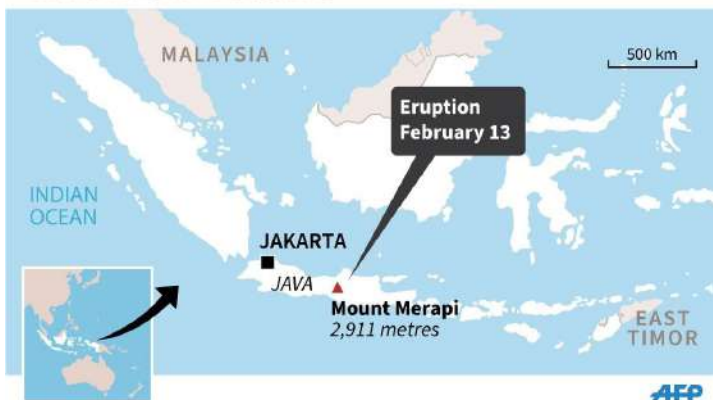 MALAYSIA
500 km
Eruption
February 13
INDIAN
OCEAN
JAKARTA
JAVA
Mount Merapi
2,911 metres
EAST
TIMOR
AFP